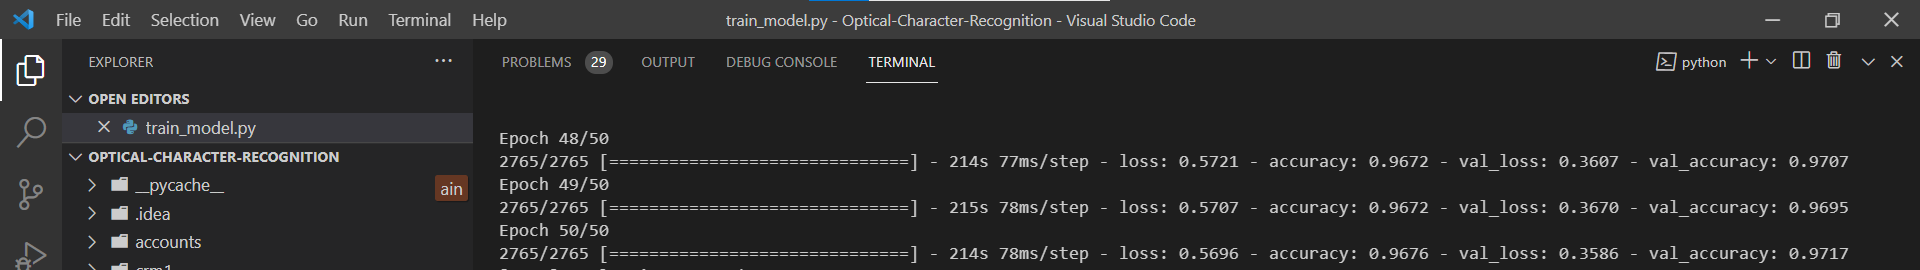 File Edit Selection View Go Run Terminal Help train_model.py - Optical-Character-Recognition - Visual Studio Code
EXPLORER ...
OPEN EDITORS
train_model.py
OPTICAL-CHARACTER-RECOGNITION
__pycache__
ain
.idea
accounts
PROBLEMS 29 OUTPUT DEBUG CONSOLE TERMINAL python
Epoch 48/50
2765/2765 [==============================] - 214s 77ms/step - loss: 0.5721 - accuracy: 0.9672 - val_loss: 0.3607 - val_accuracy: 0.9707
Epoch 49/50
2765/2765 [==============================] - 215s 78ms/step - loss: 0.5707 - accuracy: 0.9672 - val_loss: 0.3670 - val_accuracy: 0.9695
Epoch 50/50
2765/2765 [==============================] - 214s 78ms/step - loss: 0.5696 - accuracy: 0.9676 - val_loss: 0.3586 - val_accuracy: 0.9717